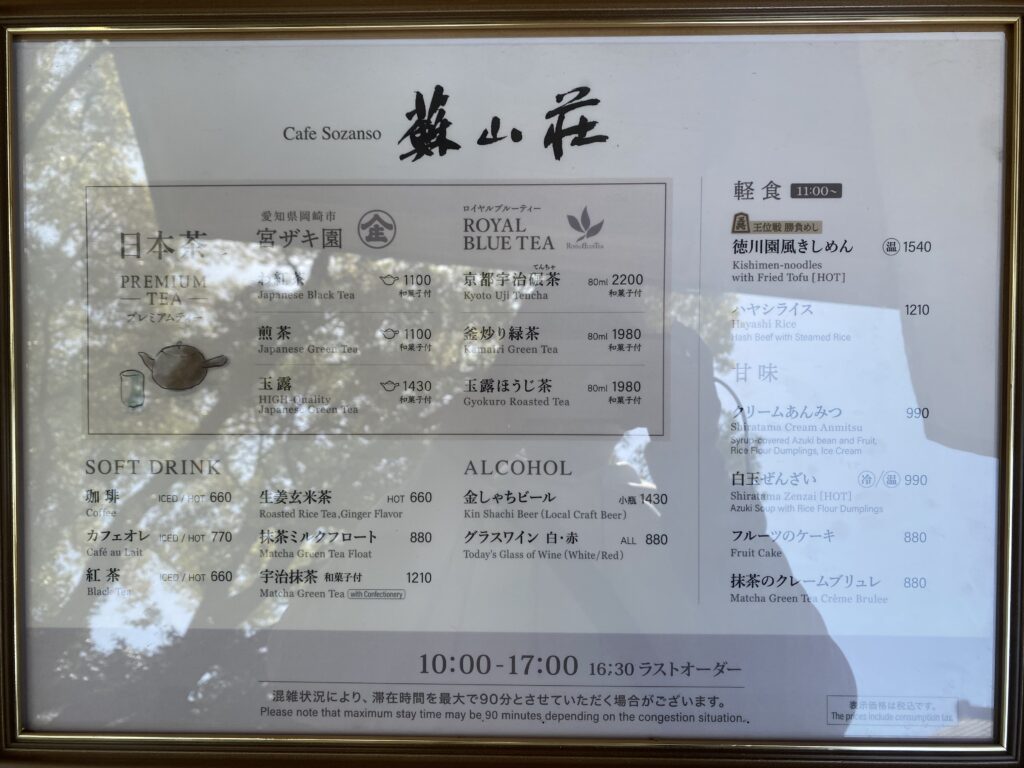 Cafe Sozanso 蘇山荘
日本茶
PREMIUM
TEA
プレミアムティー
愛知県岡崎市
宮ザキ園
お紅茶 1100
Japanese Black Tea 和菓子付
煎茶 1100
Japanese Green Tea 和菓子付
玉露 1430
HIGH-Quality 和菓子付
Japanese Green Tea
ロイヤルブルーティー
ROYAL
BLUE TEA
ROYAL BLUE TEA
てんちゃ
京都宇治碾茶 80ml 2200
Kyoto Uji Tencha 和菓子付
釜炒り緑茶 80ml 1980
Kamairi Green Tea 和菓子付
玉露ほうじ茶 80ml 1980
Gyokuro Roasted Tea 和菓子付
SOFT DRINK
珈琲 ICED / HOT 660
Coffee
カフェオレ ICED / HOT 770
Café au Lait
紅茶 ICED / HOT 660
Black Tea
生姜玄米茶 HOT 660
Roasted Rice Tea,Ginger Flavor
抹茶ミルクフロート 880
Matcha Green Tea Float
宇治抹茶 和菓子付 1210
Matcha Green Tea with Confectionery
ALCOHOL
金しゃちビール 小瓶 1430
Kin Shachi Beer (Local Craft Beer)
グラスワイン 白・赤 ALL 880
Today's Glass of Wine (White/Red)
軽食 11:00~
王位戦 勝負めし
徳川園風きしめん 温 1540
Kishimen-noodles
with Fried Tofu [HOT]
ハヤシライス 1210
Hayashi Rice
Hash Beef with Steamed Rice
甘味
クリームあんみつ 990
Shiratama Cream Anmitsu
Syrup-covered Azuki bean and Fruit,
Rice Flour Dumplings, Ice Cream
白玉ぜんざい 冷/温 990
Shiratama Zenzai [HOT]
Azuki Soup with Rice Flour Dumplings
フルーツのケーキ 880
Fruit Cake
抹茶のクレームブリュレ 880
Matcha Green Tea Créme Brulee
10:00-17:00 16;30 ラストオーダー
混雑状況により、滞在時間を最大で90分とさせていただく場合がございます。
Please note that maximum stay time may be 90 minutes depending on the congestion situation.
表示価格は税込です。
The prices include consumption tax.